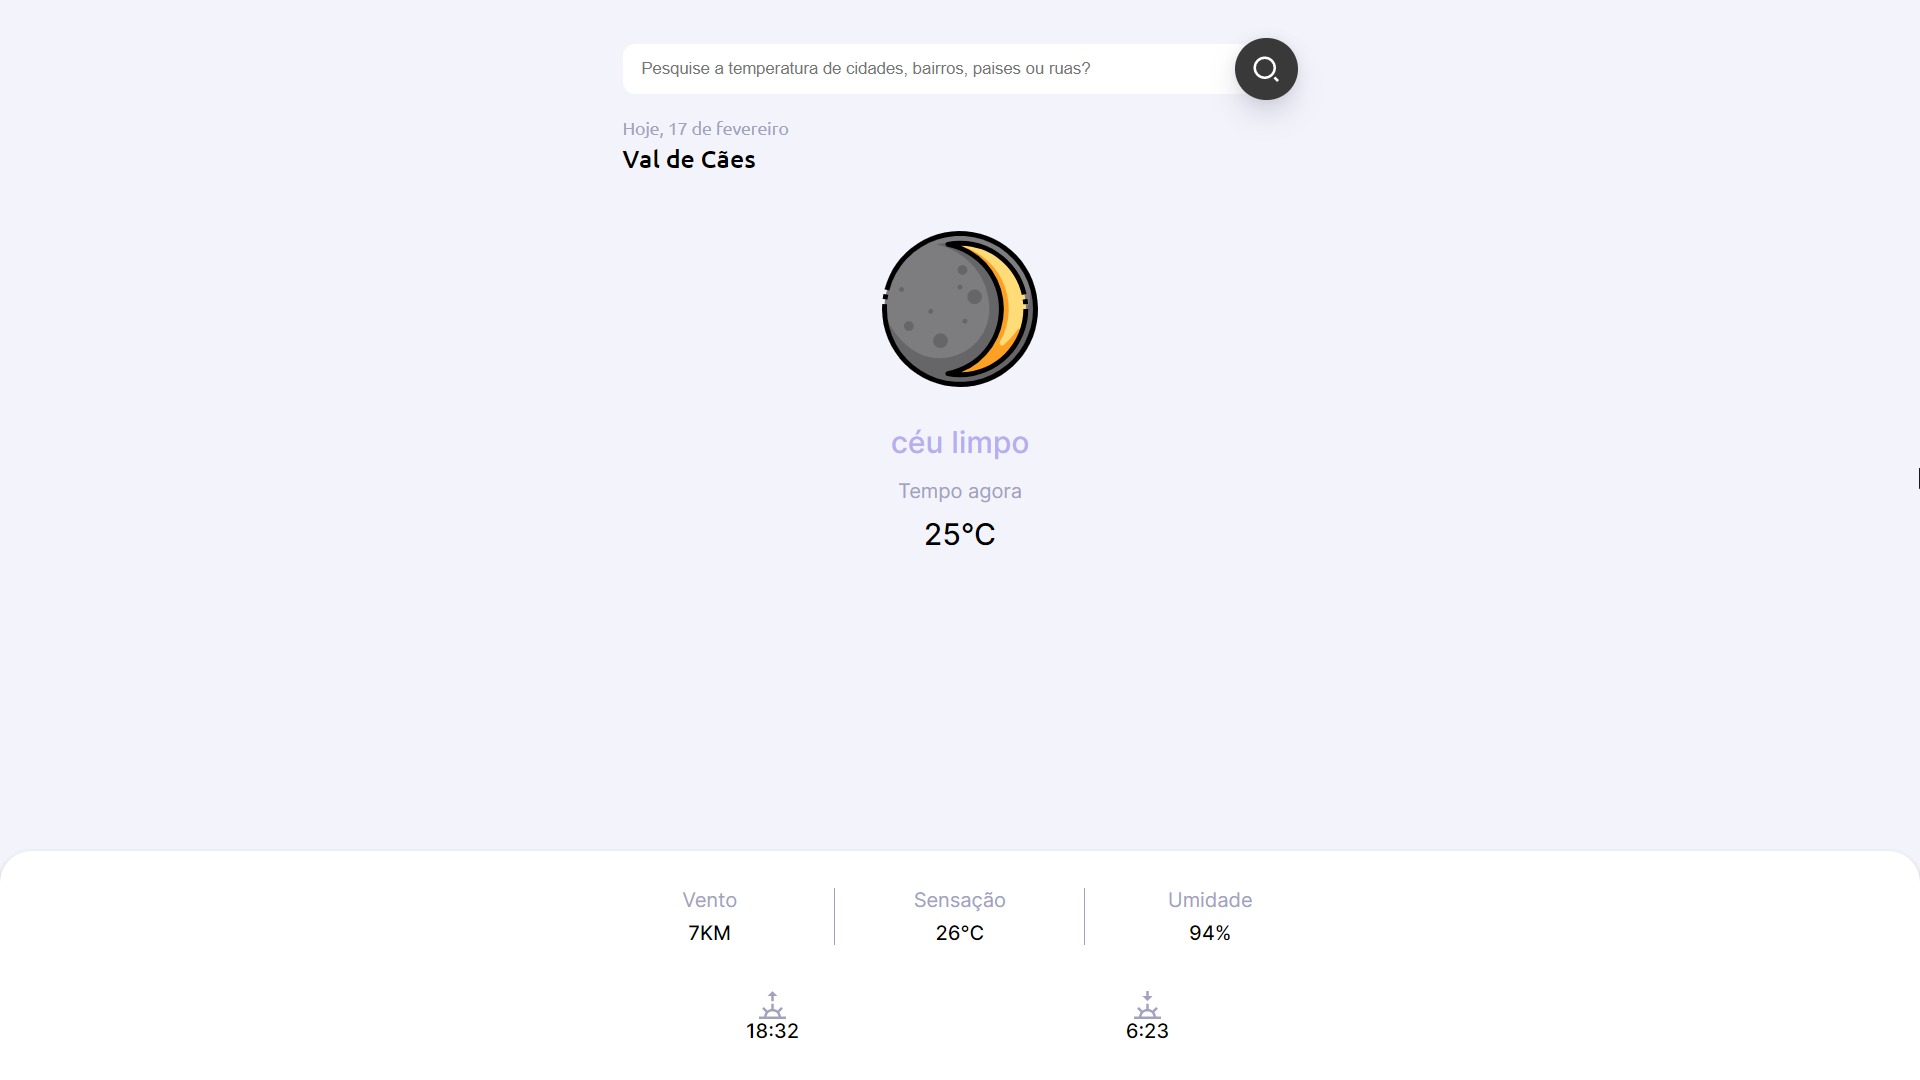 Pesquise a temperatura de cidades, bairros, paises ou ruas?
Hoje, 17 de fevereiro
Val de Cães
céu limpo
Tempo agora
25°C
Vento
7KM
Sensação
26°C
Umidade
94%
18:32
6:23